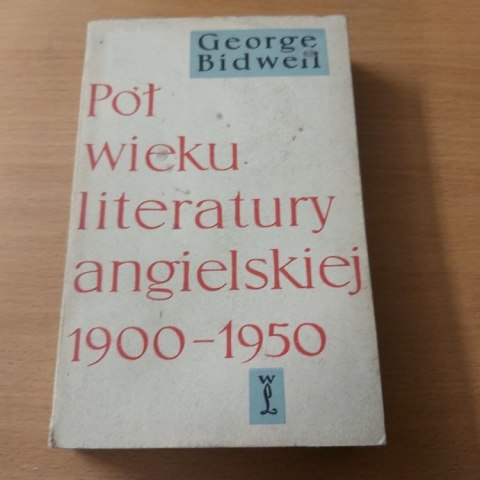 George
Bidwell
Pół
wieku
literatury
angielskiej
1900-1950
W
L